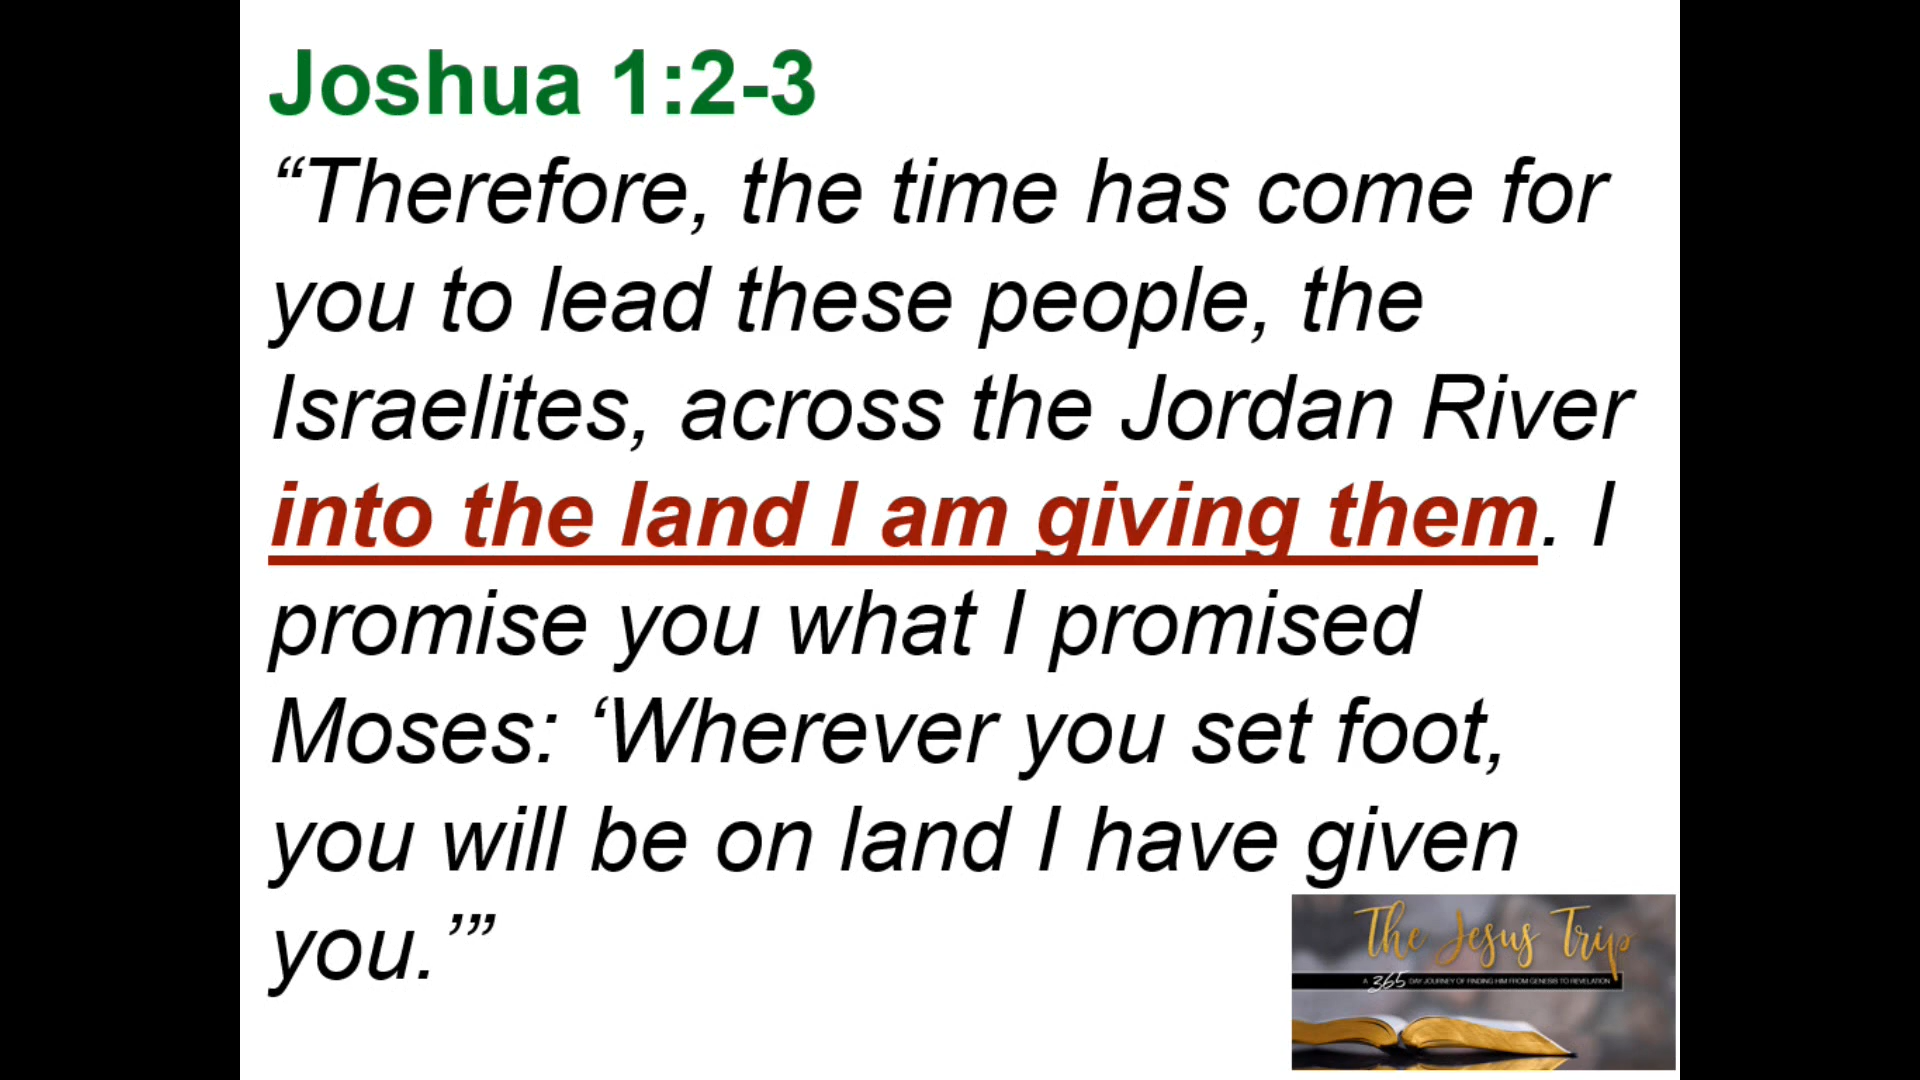 Joshua 1:2-3
“Therefore, the time has come for
you to lead these people, the
Israelites, across the Jordan River
into the land I am giving them. I
promise you what I promised
Moses: ‘Wherever you set foot,
you will be on land I have given
you.’”
The Jesus Trip
A 365 DAY JOURNEY OF FINDING HIM FROM GENESIS TO REVELATION